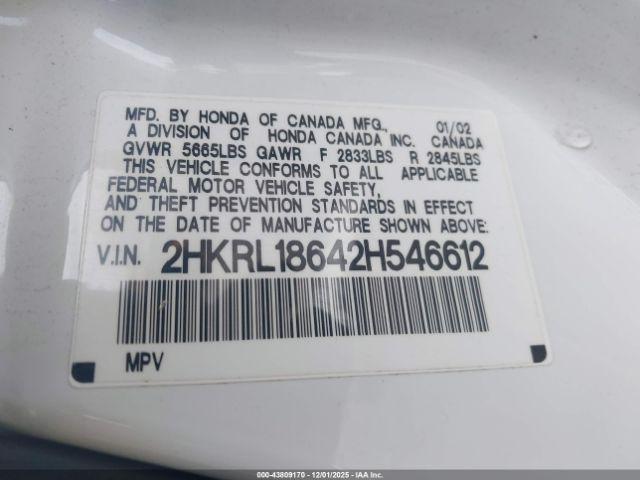 MFD. BY HONDA OF CANADA MFG., 01/02
A DIVISION OF HONDA CANADA INC. CANADA
GVWR 5665LBS GAWR F 2833LBS R 2845LBS
THIS VEHICLE CONFORMS TO ALL APPLICABLE
FEDERAL MOTOR VEHICLE SAFETY,
AND THEFT PREVENTION STANDARDS IN EFFECT
ON THE DATE OF MANUFACTURE SHOWN ABOVE:
V.I.N. 2HKRL18642H546612
MPV
000-43809170 - 12/01/2025 - IAAI.COM